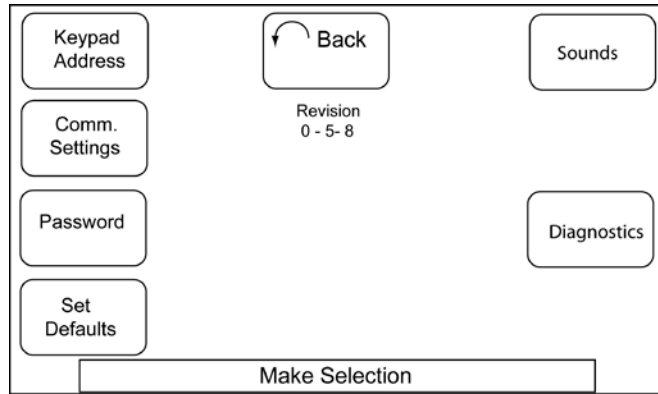 Keypad
Address
Back
Sounds
Revision
0 - 5- 8
Comm.
Settings
Password
Diagnostics
Set
Defaults
Make Selection